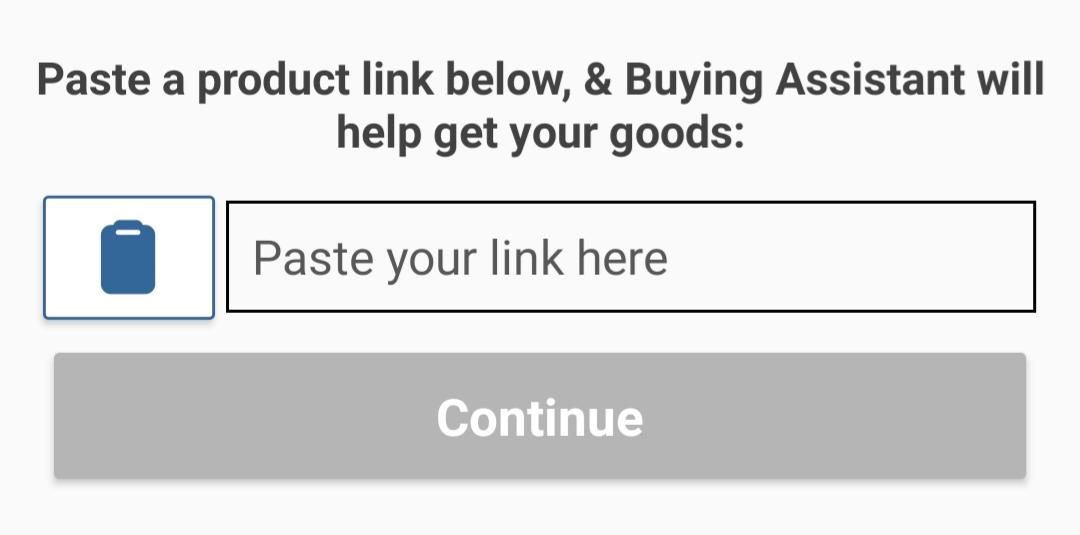 Paste a product link below, & Buying Assistant will
help get your goods:
Paste your link here
Continue